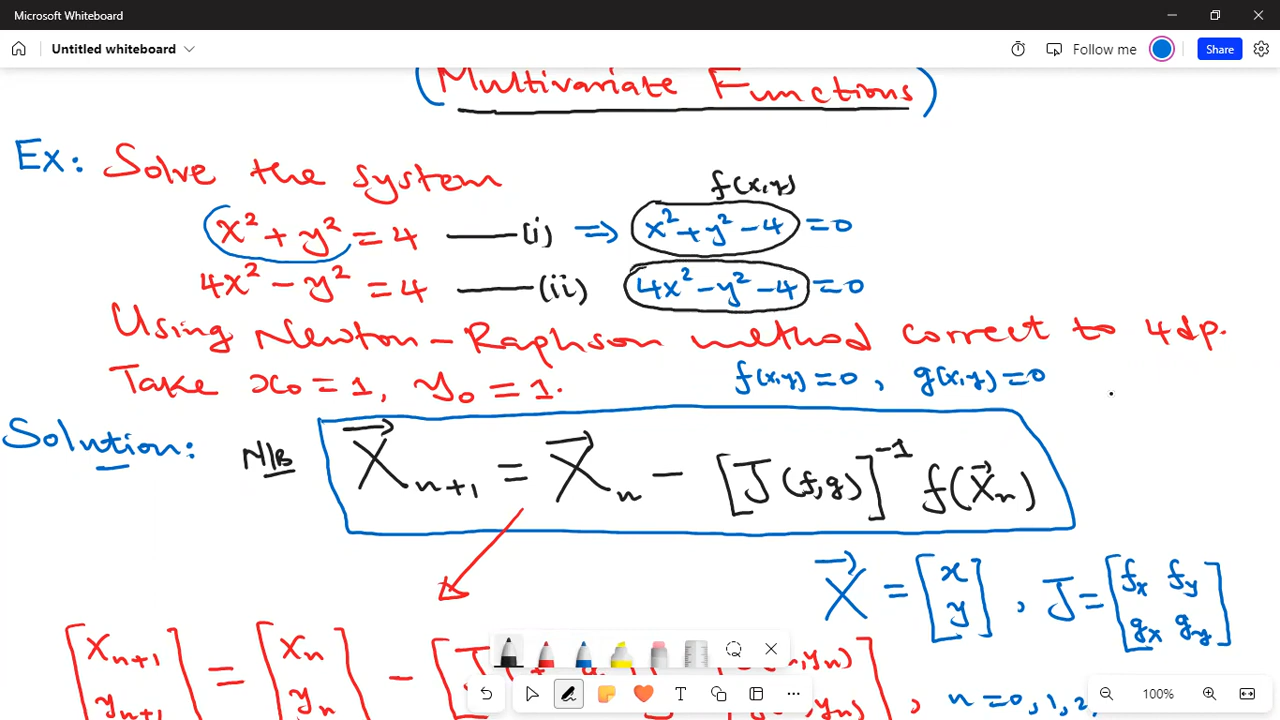 Microsoft Whiteboard
Untitled whiteboard
Follow me
Share
(Multivariate Functions)
Ex: Solve the system
f(x,y)
x² + y² = 4 ——(i) ⇒ x² + y² - 4 = 0
4x² - y² = 4 ——(ii) 4x² - y² - 4 = 0
Using Newton-Raphson method correct to 4dp.
Take x₀ = 1, y₀ = 1. f(x,y) = 0, g(x,y) = 0
Solution: N/B X⃗ₙ₊₁ = X⃗ₙ - [J(f,g)]⁻¹ f(X⃗ₙ)
X⃗ = [x y], J = [fx fy gx gy]
[xₙ₊₁ yₙ₊₁] = [xₙ yₙ] - [J
, n = 0, 1, 2,
100%